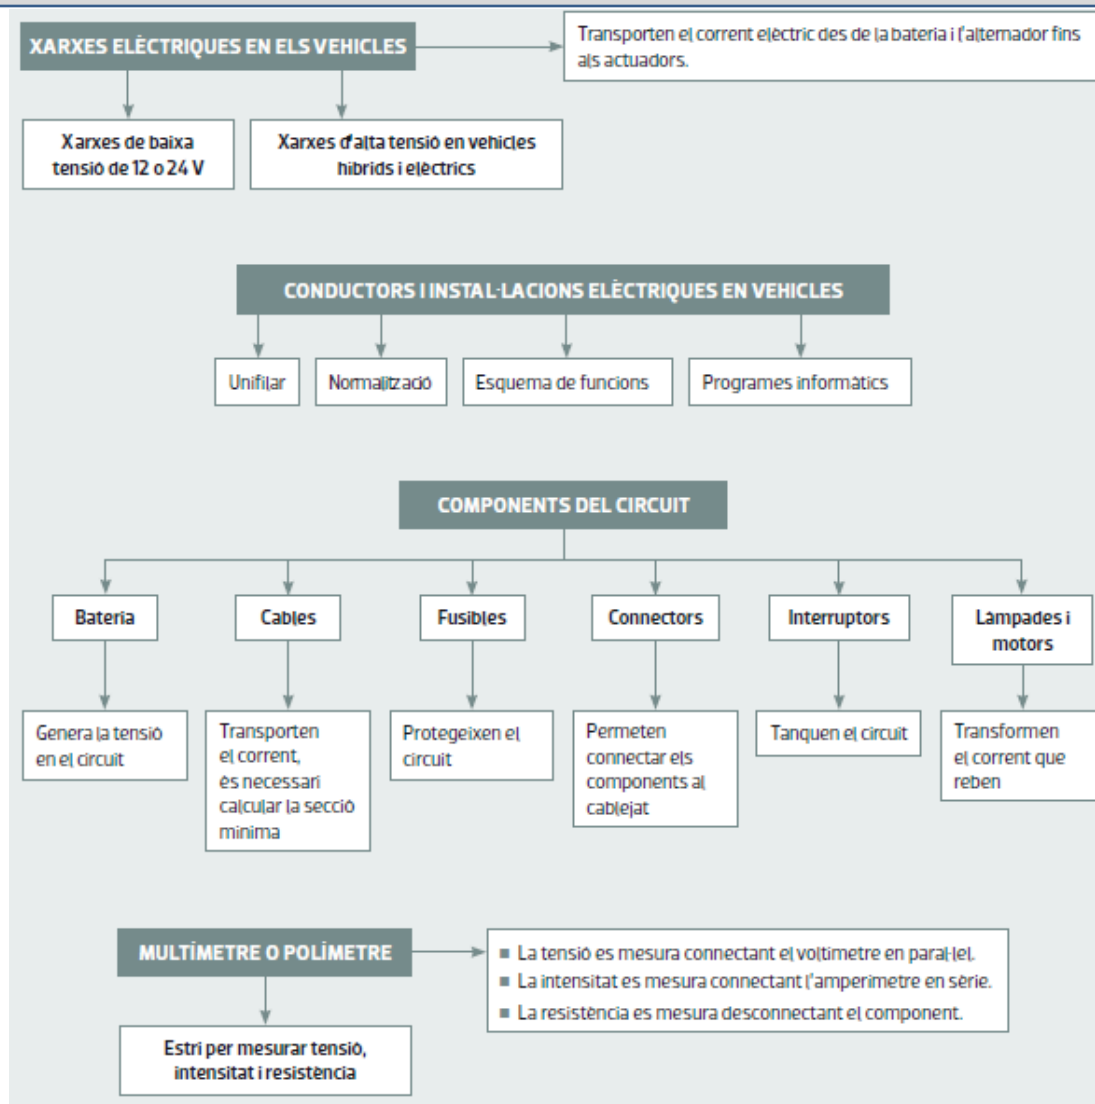 XARXES ELÈCTRIQUES EN ELS VEHICLES
Transporten el corrent elèctric des de la bateria i l'alternador fins
als actuadors.
Xarxes de baixa
tensió de 12 o 24 V
Xarxes d'alta tensió en vehicles
híbrids i elèctrics
CONDUCTORS I INSTAL·LACIONS ELÈCTRIQUES EN VEHICLES
Unifilar
Normalització
Esquema de funcions
Programes informàtics
COMPONENTS DEL CIRCUIT
Bateria
Cables
Fusibles
Connectors
Interruptors
Làmpades i
motors
Genera la tensió
en el circuit
Transporten
el corrent,
és necessari
calcular la secció
mínima
Protegeixen el
circuit
Permeten
connectar els
components al
cablejat
Tanquen el circuit
Transformen
el corrent que
reben
MULTÍMETRE O POLÍMETRE
■ La tensió es mesura connectant el voltímetre en paral·lel.
■ La intensitat es mesura connectant l'amperímetre en sèrie.
■ La resistència es mesura desconnectant el component.
Estri per mesurar tensió,
intensitat i resistència